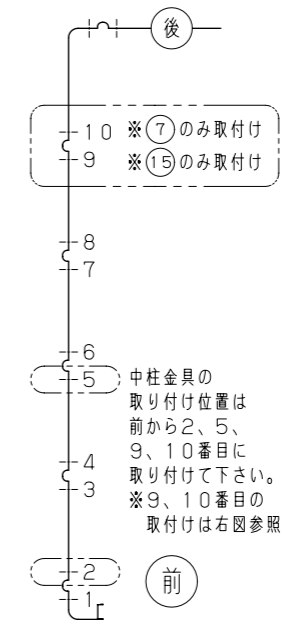 後
10 ※⑦のみ取付け
9 ※⑮のみ取付け
8
7
6
5
中柱金具の
取り付け位置は
前から2、5、
9、10番目に
取り付けて下さい。
※9、10番目の
取付けは右図参照
4
3
2
前
1